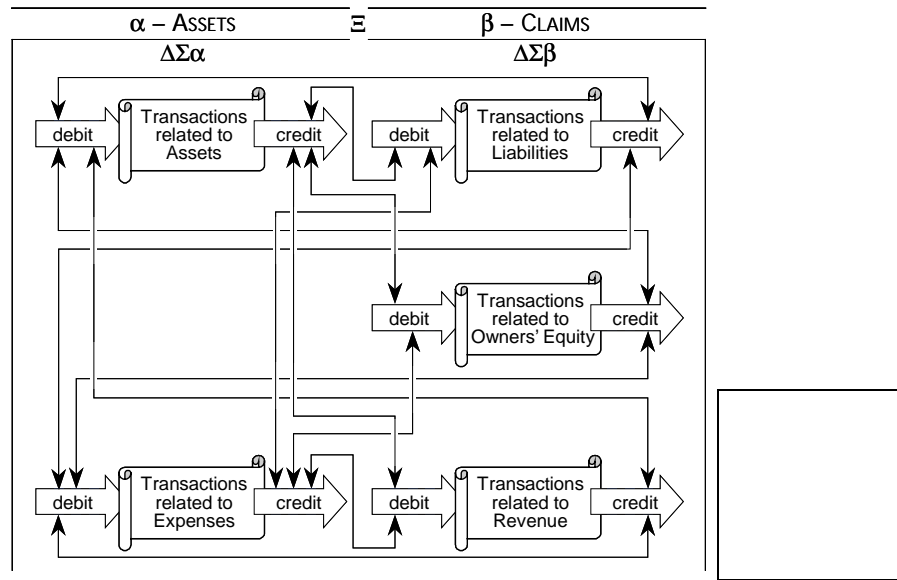 α – ASSETS Ξ β – CLAIMS
ΔΣα ΔΣβ
debit
Transactions
related to
Assets
credit
debit
Transactions
related to
Liabilities
credit
debit
Transactions
related to
Owners' Equity
credit
debit
Transactions
related to
Expenses
credit
debit
Transactions
related to
Revenue
credit